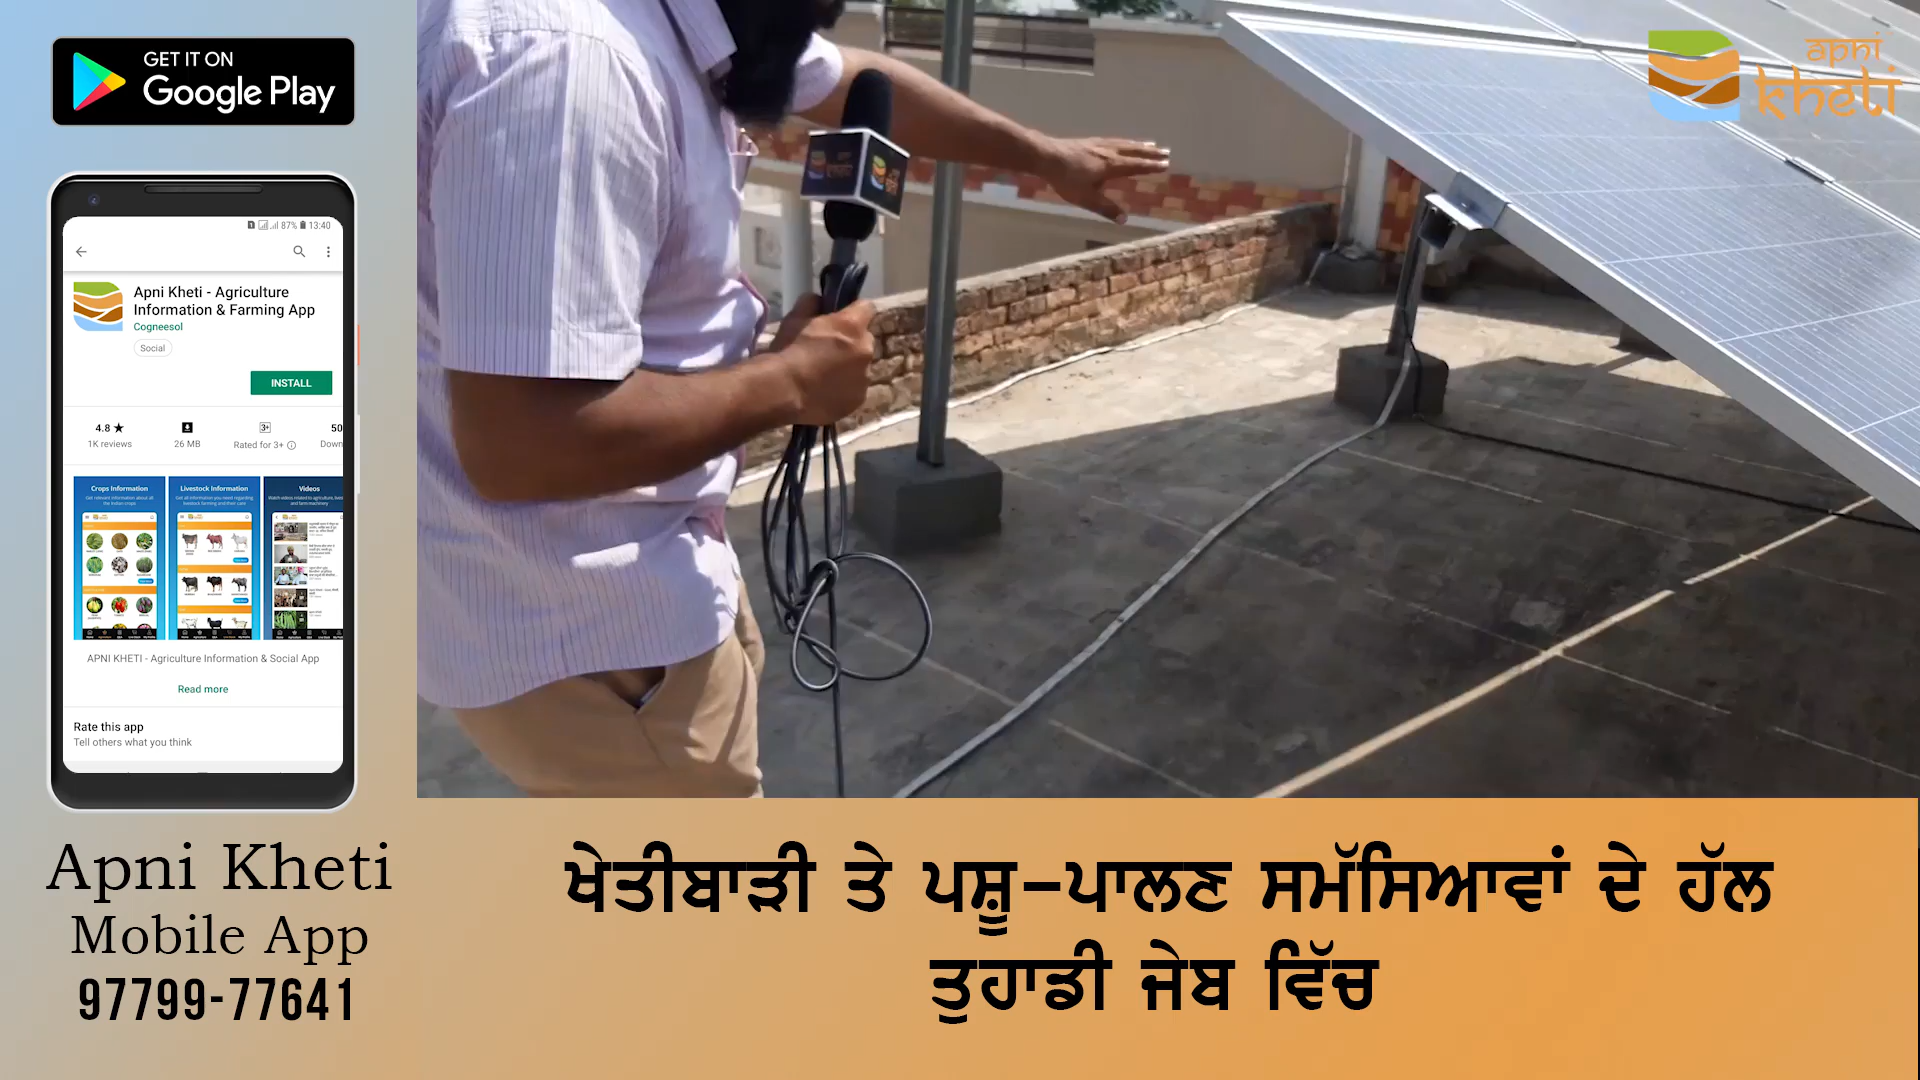 GET IT ON
Google Play
87% 13:40
Apni Kheti - Agriculture
Information & Farming App
Cogneesol
Social
INSTALL
4.8 ★
1K reviews
26 MB
3+
Rated for 3+
50
Down
Crops Information
Livestock Information
Videos
APNI KHETI - Agriculture Information & Social App
Read more
Rate this app
Tell others what you think
Apni Kheti
Mobile App
97799-77641
apni
kheti
ਖੇਤੀਬਾੜੀ ਤੇ ਪਸ਼ੂ-ਪਾਲਣ ਸਮੱਸਿਆਵਾਂ ਦੇ ਹੱਲ
ਤੁਹਾਡੀ ਜੇਬ ਵਿੱਚ